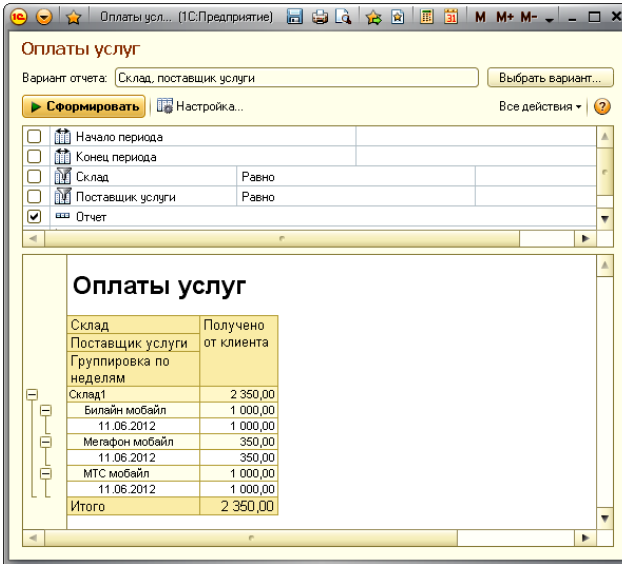 Оплаты усл... (1С:Предприятие) M M+ M-
Оплаты услуг
Вариант отчета: Склад, поставщик услуги Выбрать вариант...
Сформировать Настройка... Все действия ?
Начало периода
Конец периода
Склад Равно
Поставщик услуги Равно
Отчет
Оплаты услуг
Склад Получено
Поставщик услуги от клиента
Группировка по
неделям
Склад1 2 350,00
Билайн мобайл 1 000,00
11.06.2012 1 000,00
Мегафон мобайл 350,00
11.06.2012 350,00
МТС мобайл 1 000,00
11.06.2012 1 000,00
Итого 2 350,00